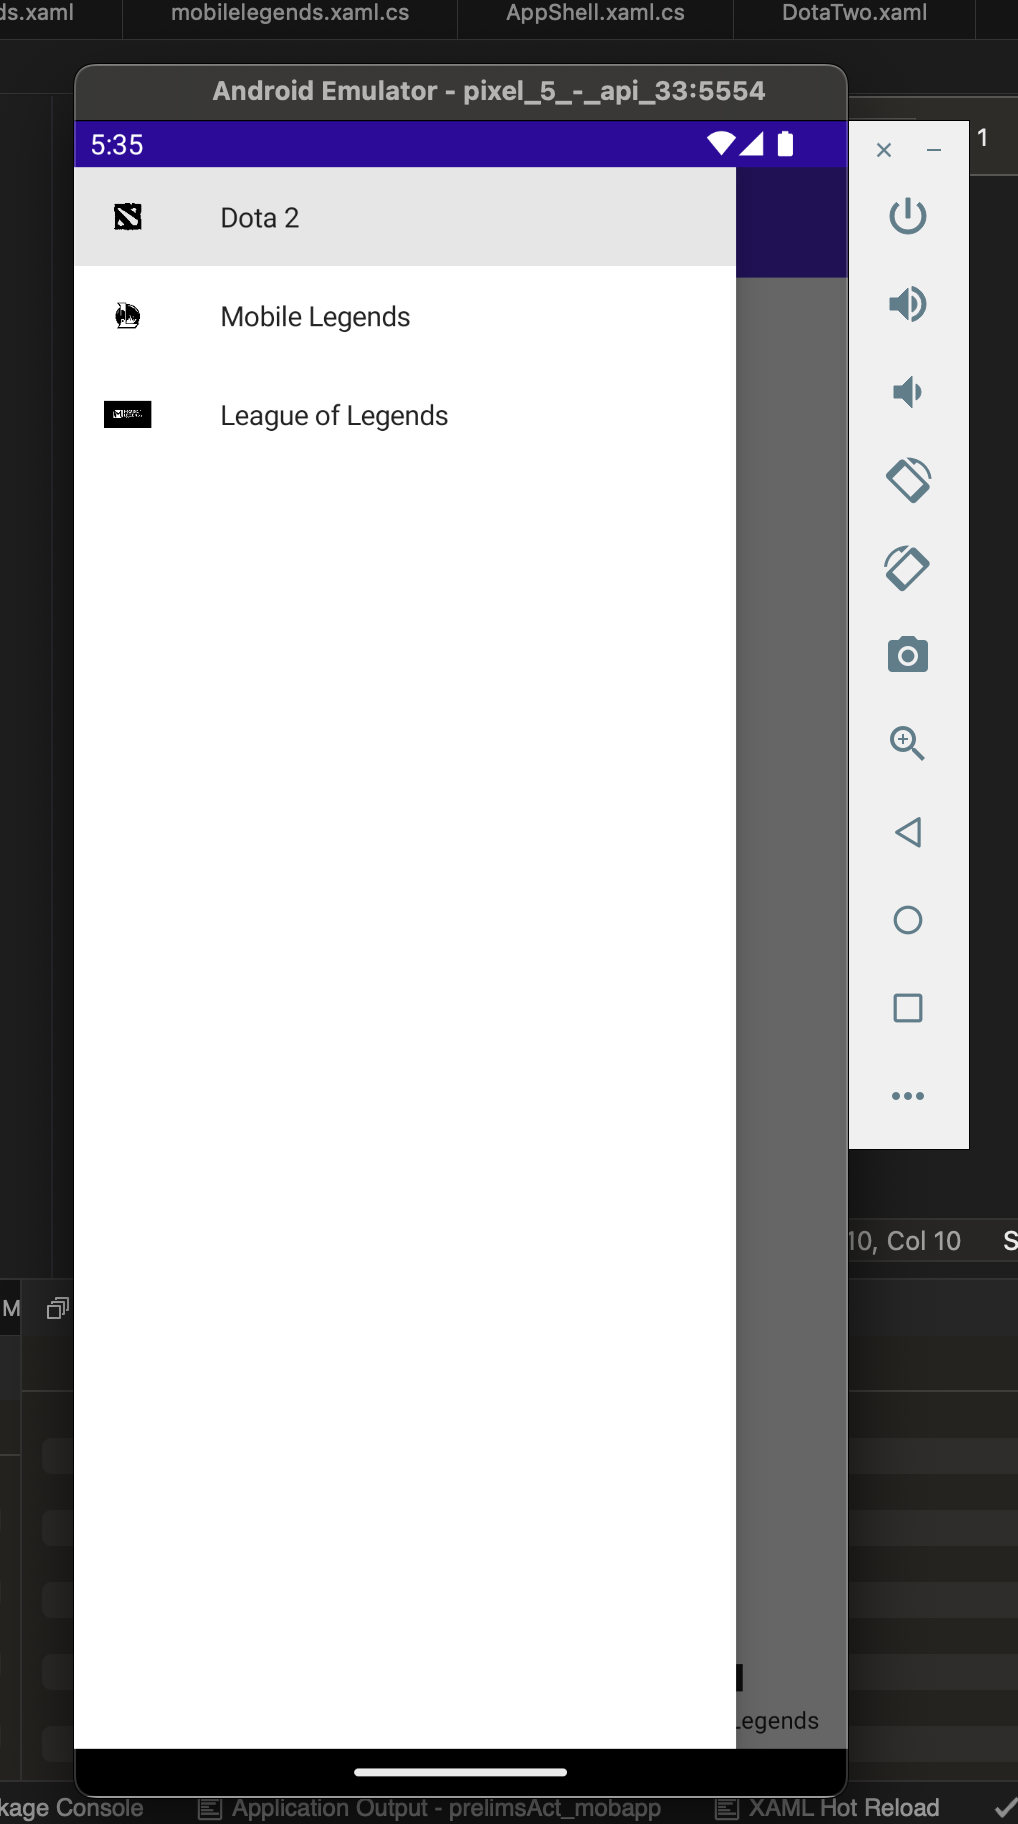 ds.xaml
mobilelegends.xaml.cs
AppShell.xaml.cs
DotaTwo.xaml
Android Emulator - pixel_5_-_api_33:5554
5:35
1
Dota 2
Mobile Legends
League of Legends
10, Col 10
S
M
Legends
kage Console
Application Output - prelimsAct_mobapp
XAML Hot Reload